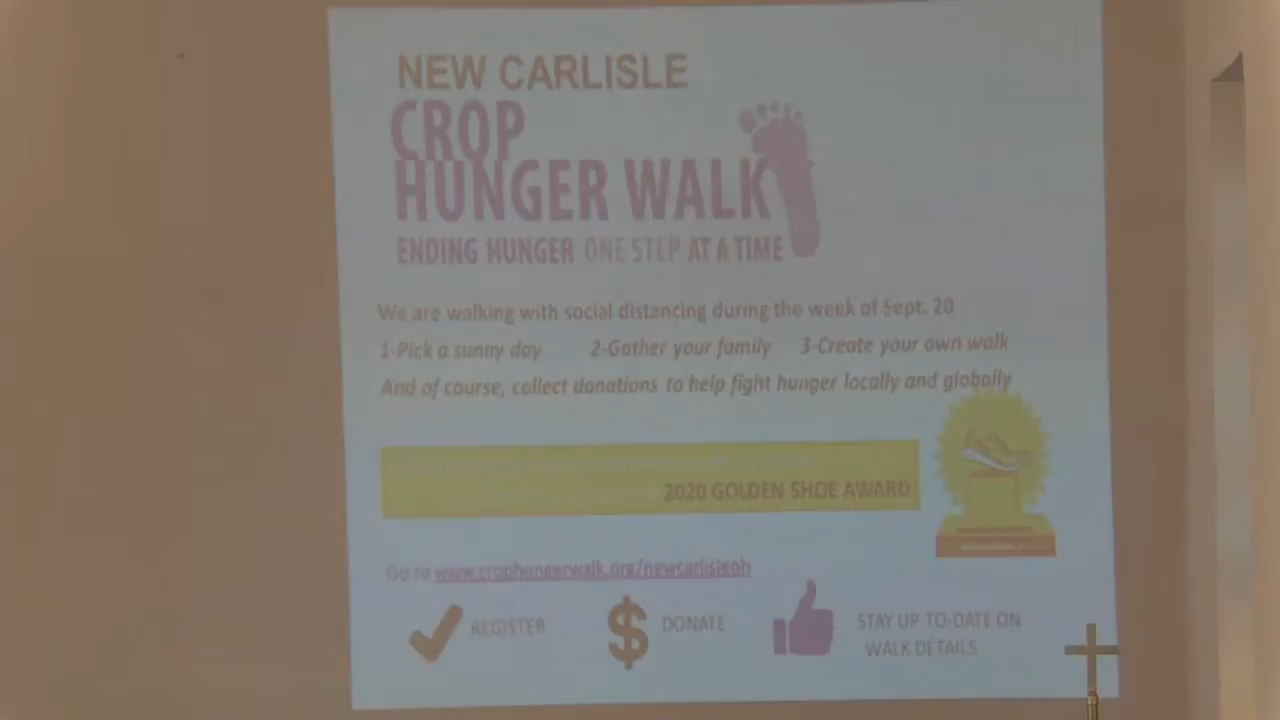 NEW CARLISLE
CROP
HUNGER WALK
ENDING HUNGER ONE STEP AT A TIME
We are walking with social distancing during the week of Sept. 20
1-Pick a sunny day 2-Gather your family 3-Create your own walk
And of course, collect donations to help fight hunger locally and globally
2020 GOLDEN SHOE AWARD
Go to www.crophungerwalk.org/newcarlisleoh
REGISTER
$ DONATE
STAY UP-TO-DATE ON
WALK DETAILS